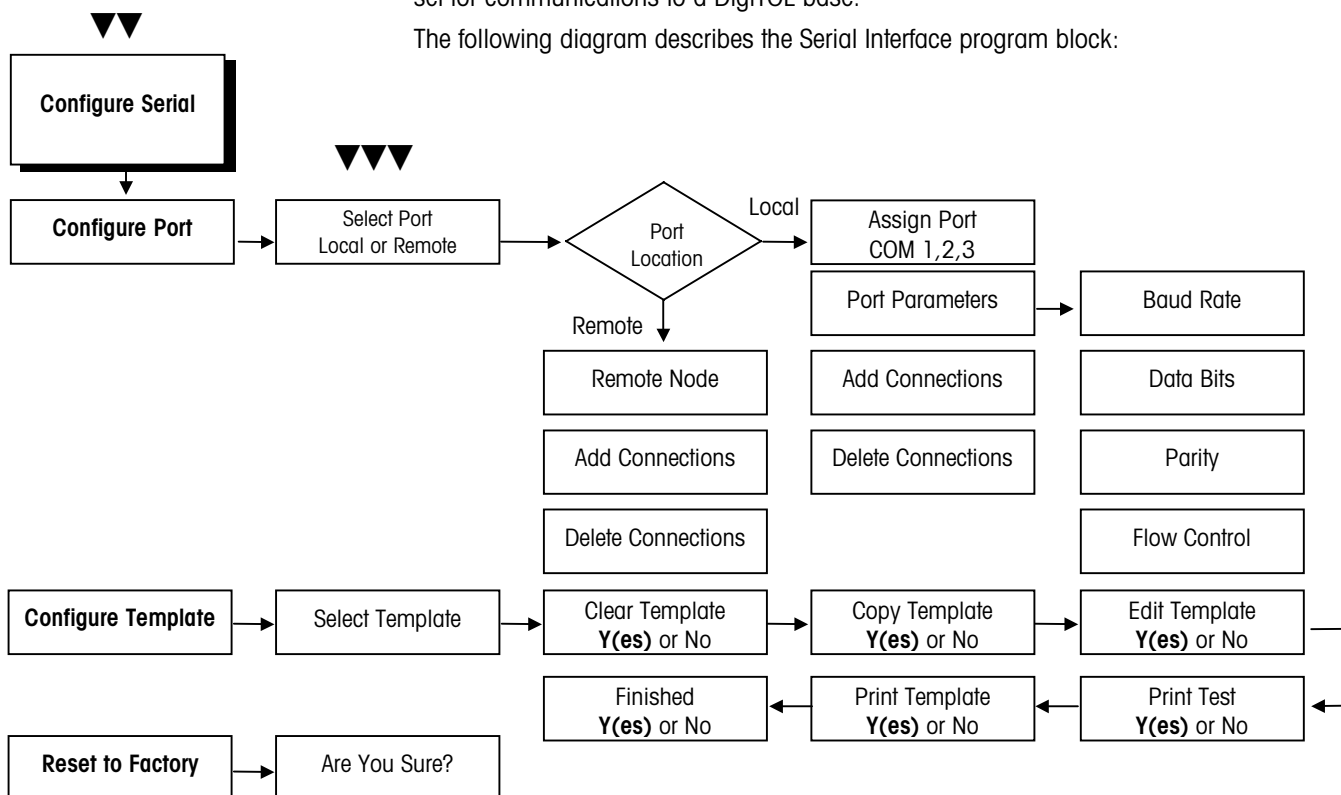 set for communications to a DigiTOL base.
The following diagram describes the Serial Interface program block:
Configure Serial
Configure Port
Select Port
Local or Remote
Port
Location
Local
Assign Port
COM 1,2,3
Port Parameters
Baud Rate
Remote
Remote Node
Add Connections
Data Bits
Add Connections
Delete Connections
Parity
Delete Connections
Flow Control
Configure Template
Select Template
Clear Template
Y(es) or No
Copy Template
Y(es) or No
Edit Template
Y(es) or No
Finished
Y(es) or No
Print Template
Y(es) or No
Print Test
Y(es) or No
Reset to Factory
Are You Sure?